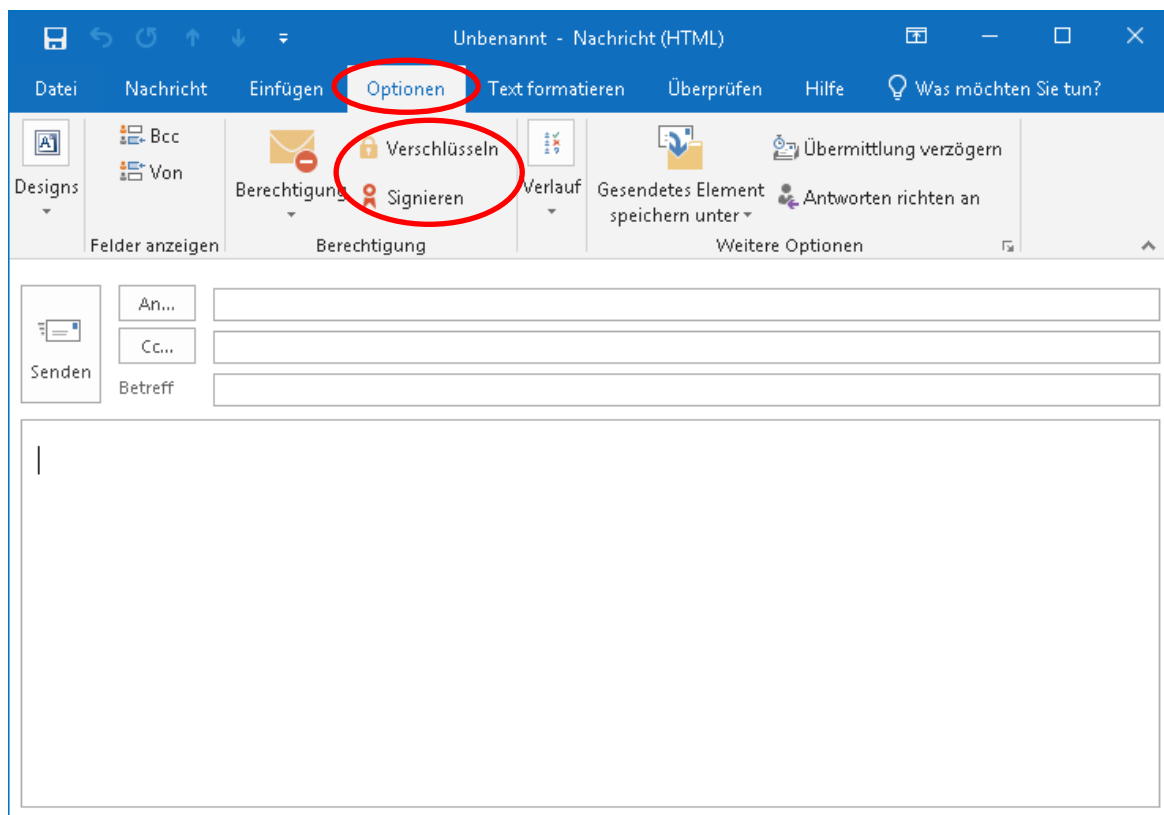 Unbenannt - Nachricht (HTML)
Datei Nachricht Einfügen Optionen Text formatieren Überprüfen Hilfe Was möchten Sie tun?
Designs
Bcc
Von
Felder anzeigen
Berechtigung
Verschlüsseln
Signieren
Berechtigung
Verlauf
Gesendetes Element
speichern unter
Übermittlung verzögern
Antworten richten an
Weitere Optionen
Senden
An...
Cc...
Betreff